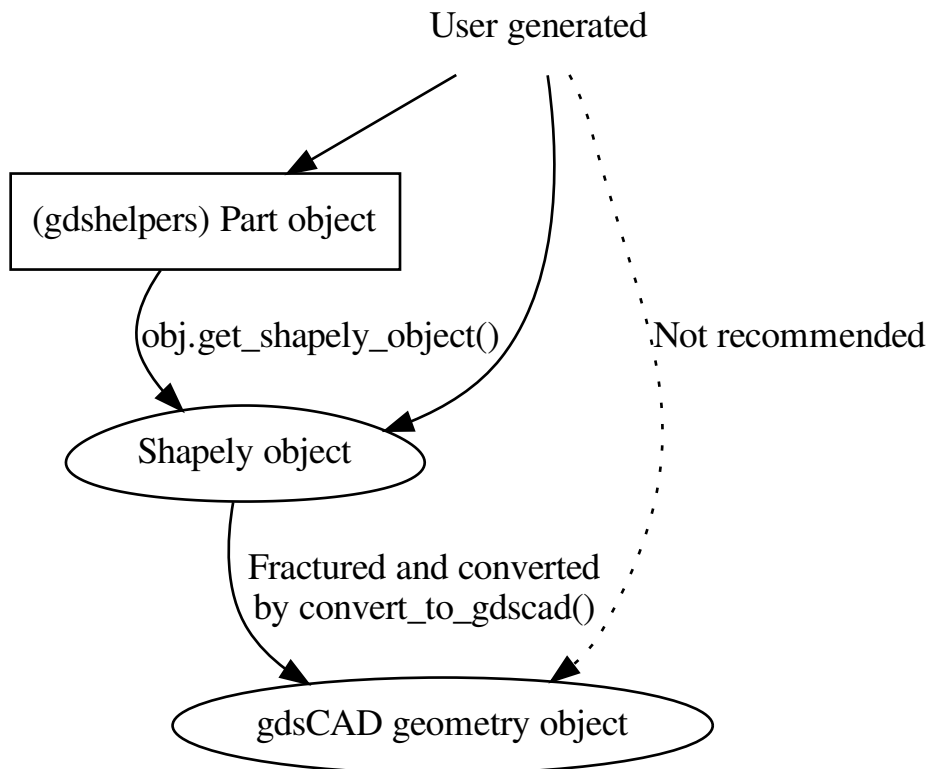 User generated
(gdshelpers) Part object
obj.get_shapely_object()
Not recommended
Shapely object
Fractured and converted
by convert_to_gdscad()
gdsCAD geometry object